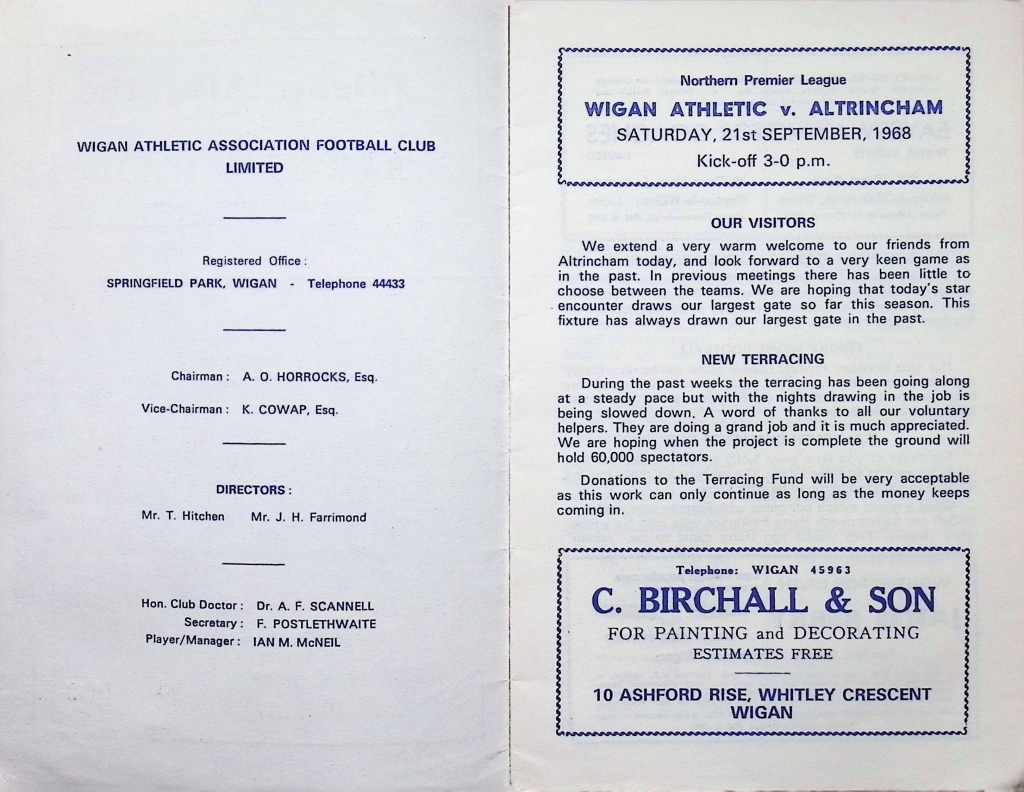 WIGAN ATHLETIC ASSOCIATION FOOTBALL CLUB
LIMITED
Registered Office :
SPRINGFIELD PARK, WIGAN - Telephone 44433
Chairman : A. O. HORROCKS, Esq.
Vice-Chairman : K. COWAP, Esq.
DIRECTORS :
Mr. T. Hitchen Mr. J. H. Farrimond
Hon. Club Doctor : Dr. A. F. SCANNELL
Secretary : F. POSTLETHWAITE
Player/Manager : IAN M. McNEIL
Northern Premier League
WIGAN ATHLETIC v. ALTRINCHAM
SATURDAY, 21st SEPTEMBER, 1968
Kick-off 3-0 p.m.
OUR VISITORS
We extend a very warm welcome to our friends from
Altrincham today, and look forward to a very keen game as
in the past. In previous meetings there has been little to
choose between the teams. We are hoping that today's star
encounter draws our largest gate so far this season. This
fixture has always drawn our largest gate in the past.
NEW TERRACING
During the past weeks the terracing has been going along
at a steady pace but with the nights drawing in the job is
being slowed down. A word of thanks to all our voluntary
helpers. They are doing a grand job and it is much appreciated.
We are hoping when the project is complete the ground will
hold 60,000 spectators.
Donations to the Terracing Fund will be very acceptable
as this work can only continue as long as the money keeps
coming in.
Telephone: WIGAN 45963
C. BIRCHALL & SON
FOR PAINTING and DECORATING
ESTIMATES FREE
10 ASHFORD RISE, WHITLEY CRESCENT
WIGAN